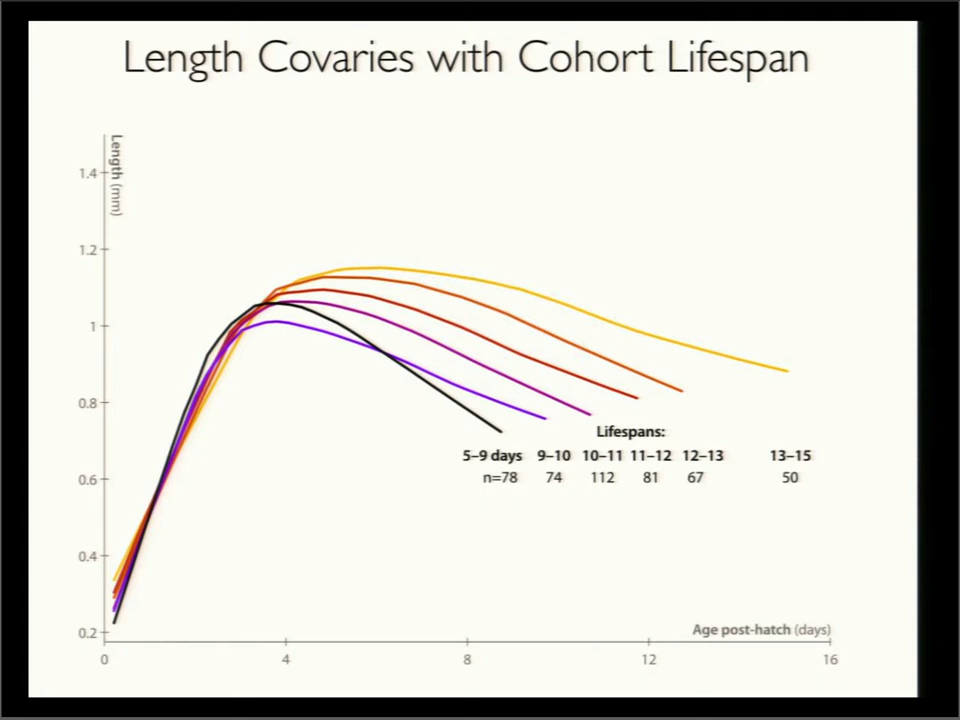 Length Covaries with Cohort Lifespan
Length (mm)
1.4
1.2
1
0.8
0.6
0.4
0.2
Lifespans:
5–9 days 9–10 10–11 11–12 12–13 13–15
n=78 74 112 81 67 50
Age post-hatch (days)
0 4 8 12 16